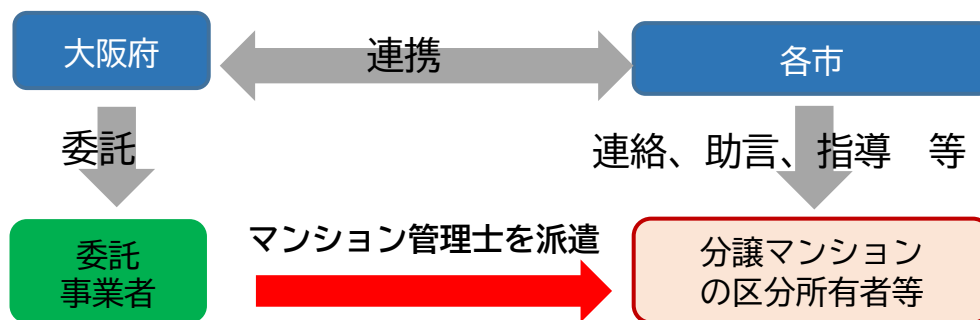 大阪府
連携
各市
委託
連絡、助言、指導　等
委託
事業者
マンション管理士を派遣
分譲マンション
の区分所有者等